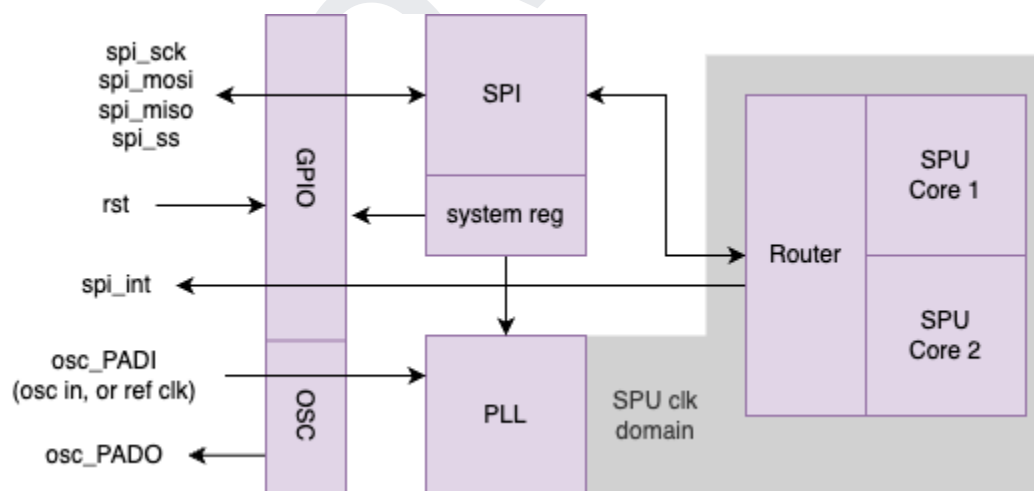 spi_sck
spi_mosi
spi_miso
spi_ss
rst
spi_int
osc_PADI
(osc in, or ref clk)
osc_PADO
GPIO
OSC
SPI
system reg
PLL
SPU clk
domain
Router
SPU
Core 1
SPU
Core 2